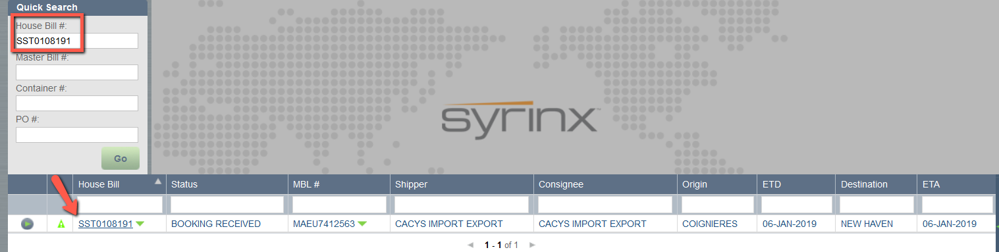 Quick Search
House Bill #:
SST0108191
Master Bill #:
Container #:
PO #:
Go
syrinx™
House Bill Status MBL # Shipper Consignee Origin ETD Destination ETA
SST0108191 BOOKING RECEIVED MAEU7412563 CACYS IMPORT EXPORT CACYS IMPORT EXPORT COIGNIERES 06-JAN-2019 NEW HAVEN 06-JAN-2019
1 - 1 of 1